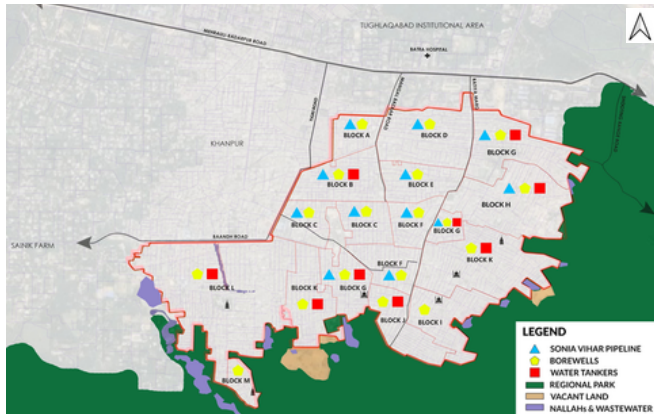 TUGHLAQABAD INSTITUTIONAL AREA
MEHRAULI BADARPUR ROAD
BATRA HOSPITAL
KHANPUR
BLOCK A
BLOCK D
BLOCK G
BLOCK B
BLOCK E
BLOCK H
BLOCK C
BLOCK C
BLOCK F
BLOCK G
SAINIK FARM
BAANDH ROAD
BLOCK K
BLOCK F
BLOCK L
BLOCK K
BLOCK G
BLOCK J
BLOCK I
BLOCK M
LEGEND
SONIA VIHAR PIPELINE
BOREWELLS
WATER TANKERS
REGIONAL PARK
VACANT LAND
NALLAHs & WASTEWATER